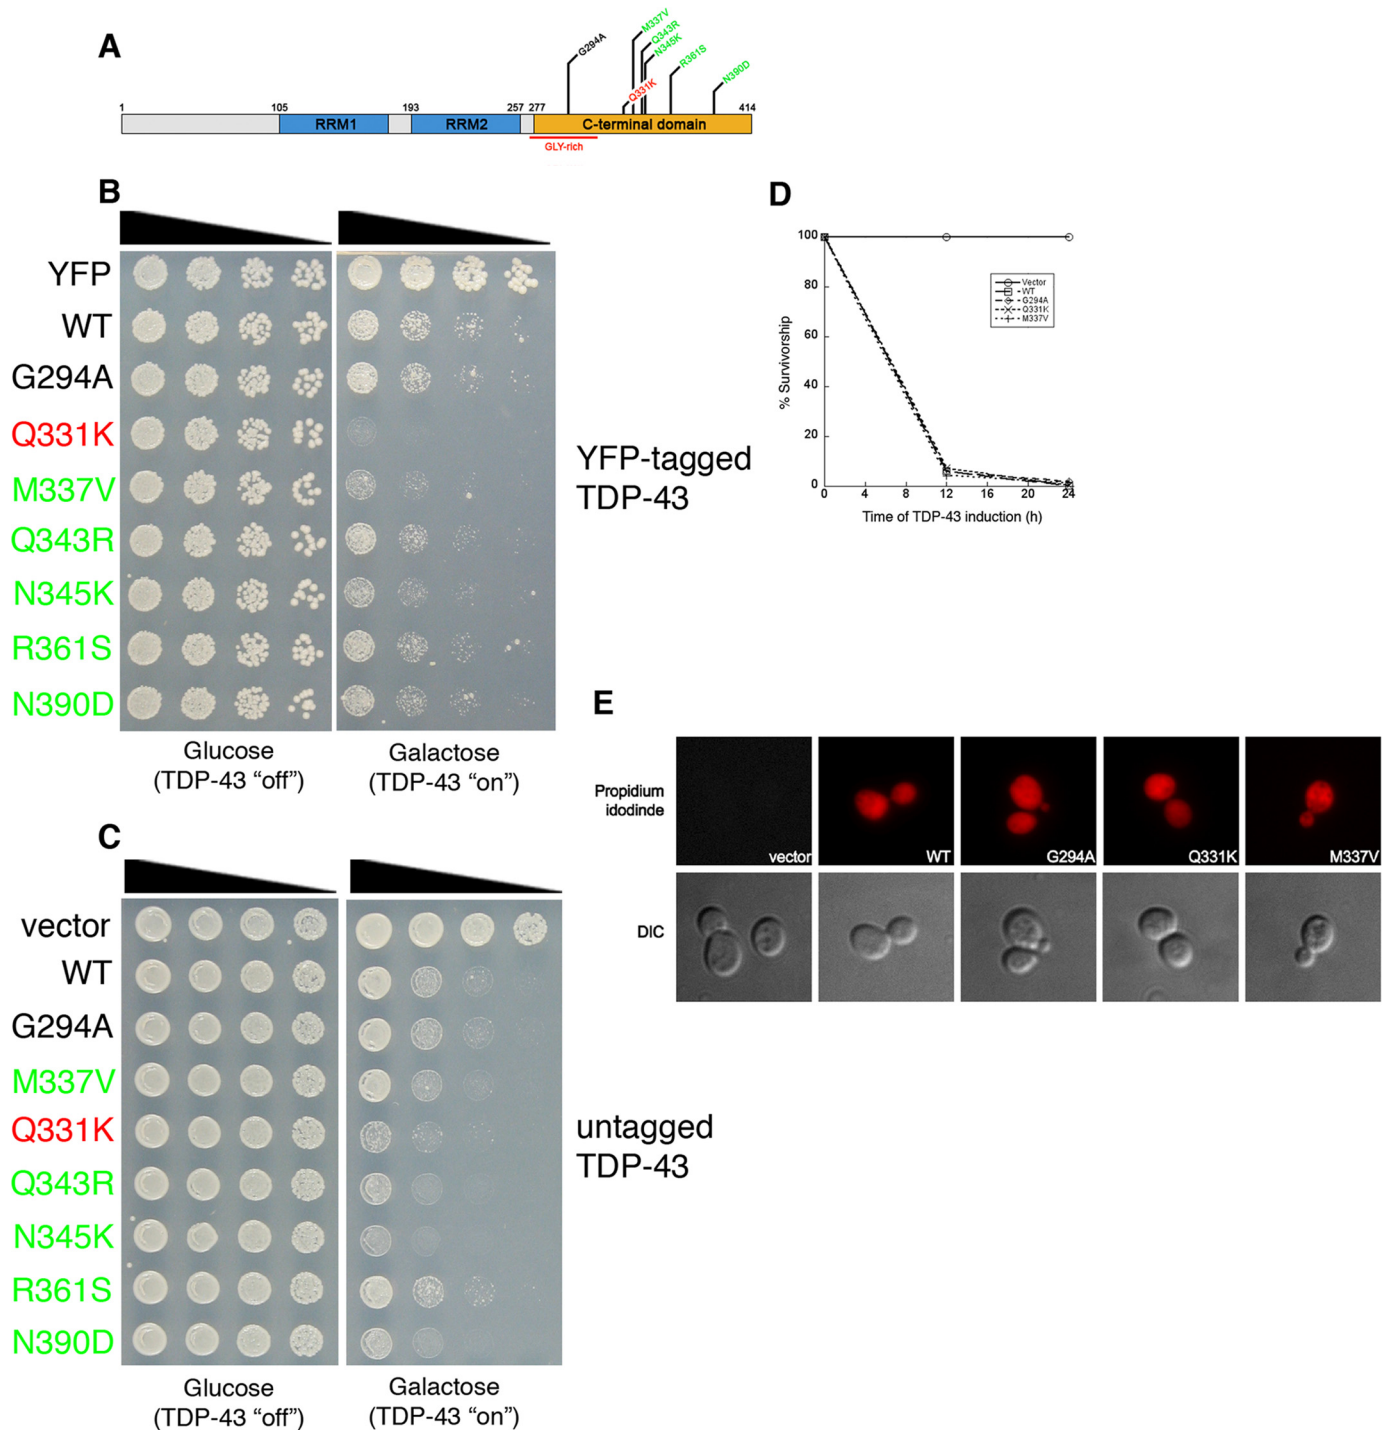 A
G294A
Q331K
M337V
Q343R
N345K
R361S
N390D
1 105 193 257 277 414
RRM1 RRM2 C-terminal domain
GLY-rich
B
YFP
WT
G294A
Q331K
M337V
Q343R
N345K
R361S
N390D
Glucose
(TDP-43 “off”)
Galactose
(TDP-43 “on”)
YFP-tagged
TDP-43
C
vector
WT
G294A
M337V
Q331K
Q343R
N345K
R361S
N390D
Glucose
(TDP-43 “off”)
Galactose
(TDP-43 “on”)
untagged
TDP-43
D
% Survivorship
100
80
60
40
20
0
0 4 8 12 16 20 24
Time of TDP-43 induction (h)
Vector
WT
G294A
Q331K
M337V
E
Propidium
idodinde
vector WT G294A Q331K M337V
DIC